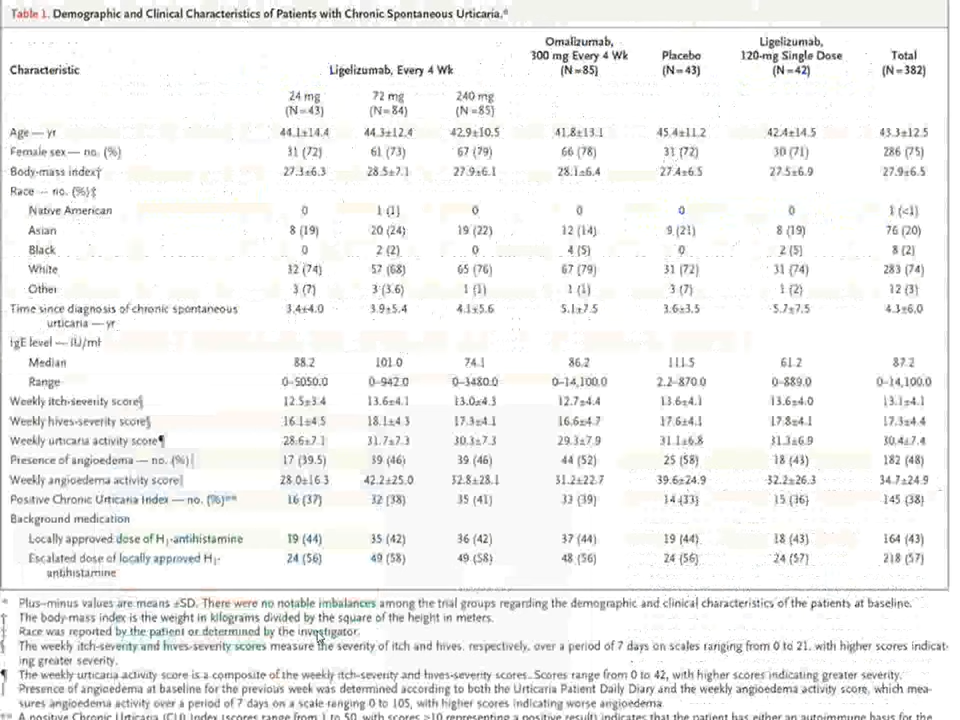 Table 1. Demographic and Clinical Characteristics of Patients with Chronic Spontaneous Urticaria.*
Characteristic Ligelizumab, Every 4 Wk Omalizumab, 300 mg Every 4 Wk (N=85) Placebo (N=43) Ligelizumab, 120-mg Single Dose (N=42) Total (N=382)
24 mg (N=43) 72 mg (N=84) 240 mg (N=85)
Age — yr 44.1±14.4 44.3±12.4 42.9±10.5 41.8±13.1 45.4±11.2 42.4±14.5 43.3±12.5
Female sex — no. (%) 31 (72) 61 (73) 67 (79) 66 (78) 31 (72) 30 (71) 286 (75)
Body-mass index† 27.3±6.3 28.5±7.1 27.9±6.1 28.1±6.4 27.4±6.5 27.5±6.9 27.9±6.5
Race — no. (%)‡
Native American 0 1 (1) 0 0 0 0 1 (<1)
Asian 8 (19) 20 (24) 19 (22) 12 (14) 9 (21) 8 (19) 76 (20)
Black 0 2 (2) 0 4 (5) 0 2 (5) 8 (2)
White 32 (74) 57 (68) 65 (76) 67 (79) 31 (72) 31 (74) 283 (74)
Other 3 (7) 3 (3.6) 1 (1) 1 (1) 3 (7) 1 (2) 12 (3)
Time since diagnosis of chronic spontaneous 3.4±4.0 3.9±5.4 4.1±5.6 5.1±7.5 3.6±3.5 5.7±7.5 4.3±6.0
urticaria — yr
IgE level — IU/ml
Median 88.2 101.0 74.1 86.2 111.5 61.2 87.2
Range 0–5050.0 0–942.0 0–3480.0 0–14,100.0 2.2–870.0 0–889.0 0–14,100.0
Weekly itch-severity score§ 12.5±3.4 13.6±4.1 13.0±4.3 12.7±4.4 13.6±4.1 13.6±4.0 13.1±4.1
Weekly hives-severity score§ 16.1±4.5 18.1±4.3 17.3±4.1 16.6±4.7 17.6±4.1 17.8±4.1 17.3±4.4
Weekly urticaria activity score¶ 28.6±7.1 31.7±7.3 30.3±7.3 29.3±7.9 31.1±6.8 31.3±6.9 30.4±7.4
Presence of angioedema — no. (%)‖ 17 (39.5) 39 (46) 39 (46) 44 (52) 25 (58) 18 (43) 182 (48)
Weekly angioedema activity score‖ 28.0±16.3 42.2±25.0 32.8±28.1 31.2±22.7 39.6±24.9 32.2±26.3 34.7±24.9
Positive Chronic Urticaria Index — no. (%)** 16 (37) 32 (38) 35 (41) 33 (39) 14 (33) 15 (36) 145 (38)
Background medication
Locally approved dose of H₁-antihistamine 19 (44) 35 (42) 36 (42) 37 (44) 19 (44) 18 (43) 164 (43)
Escalated dose of locally approved H₁- 24 (56) 49 (58) 49 (58) 48 (56) 24 (56) 24 (57) 218 (57)
antihistamine
* Plus–minus values are means ±SD. There were no notable imbalances among the trial groups regarding the demographic and clinical characteristics of the patients at baseline.
† The body-mass index is the weight in kilograms divided by the square of the height in meters.
‡ Race was reported by the patient or determined by the investigator.
§ The weekly itch-severity and hives-severity scores measure the severity of itch and hives, respectively, over a period of 7 days on scales ranging from 0 to 21, with higher scores indicat-
ing greater severity.
¶ The weekly urticaria activity score is a composite of the weekly itch-severity and hives-severity scores. Scores range from 0 to 42, with higher scores indicating greater severity.
‖ Presence of angioedema at baseline for the previous week was determined according to both the Urticaria Patient Daily Diary and the weekly angioedema activity score, which mea-
sures angioedema activity over a period of 7 days on a scale ranging 0 to 105, with higher scores indicating worse angioedema.
** A positive Chronic Urticaria (CU) Index (scores range from 1 to 50, with scores ≥10 representing a positive result) indicates that the patient has either an autoimmune basis for the